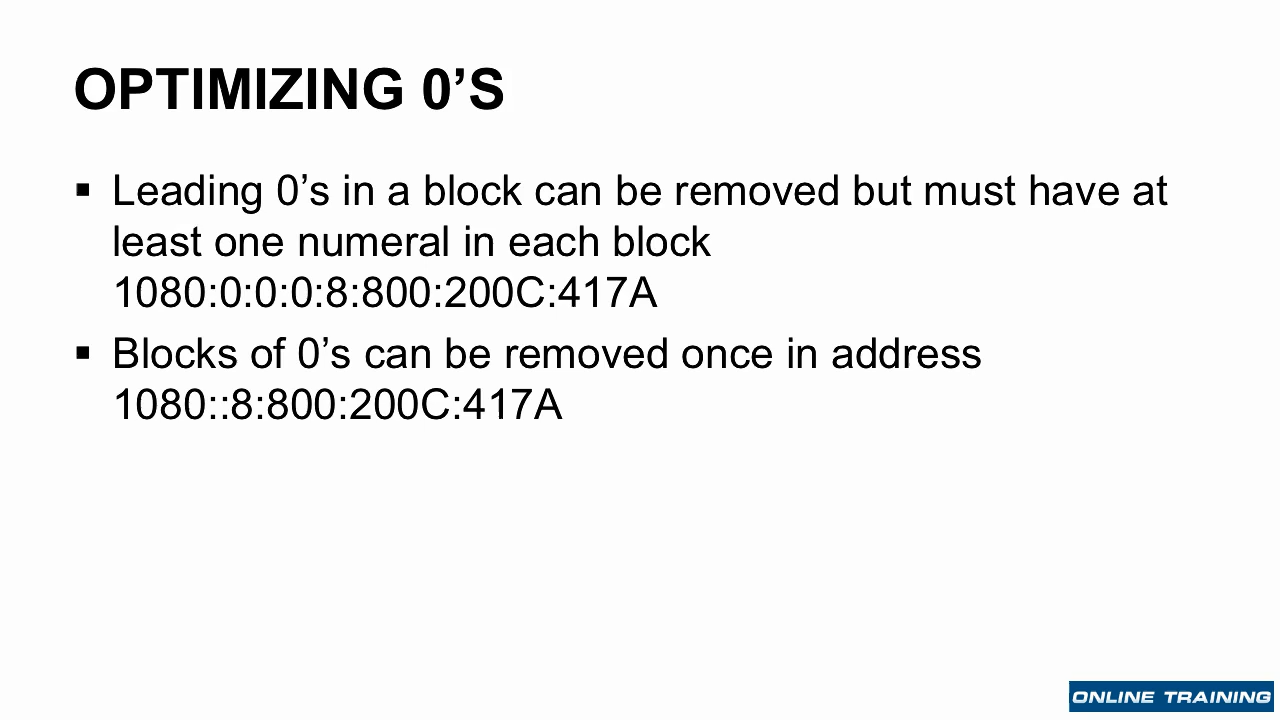 OPTIMIZING 0’S
▪ Leading 0’s in a block can be removed but must have at
least one numeral in each block
1080:0:0:0:8:800:200C:417A
▪ Blocks of 0’s can be removed once in address
1080::8:800:200C:417A
ONLINE TRAINING